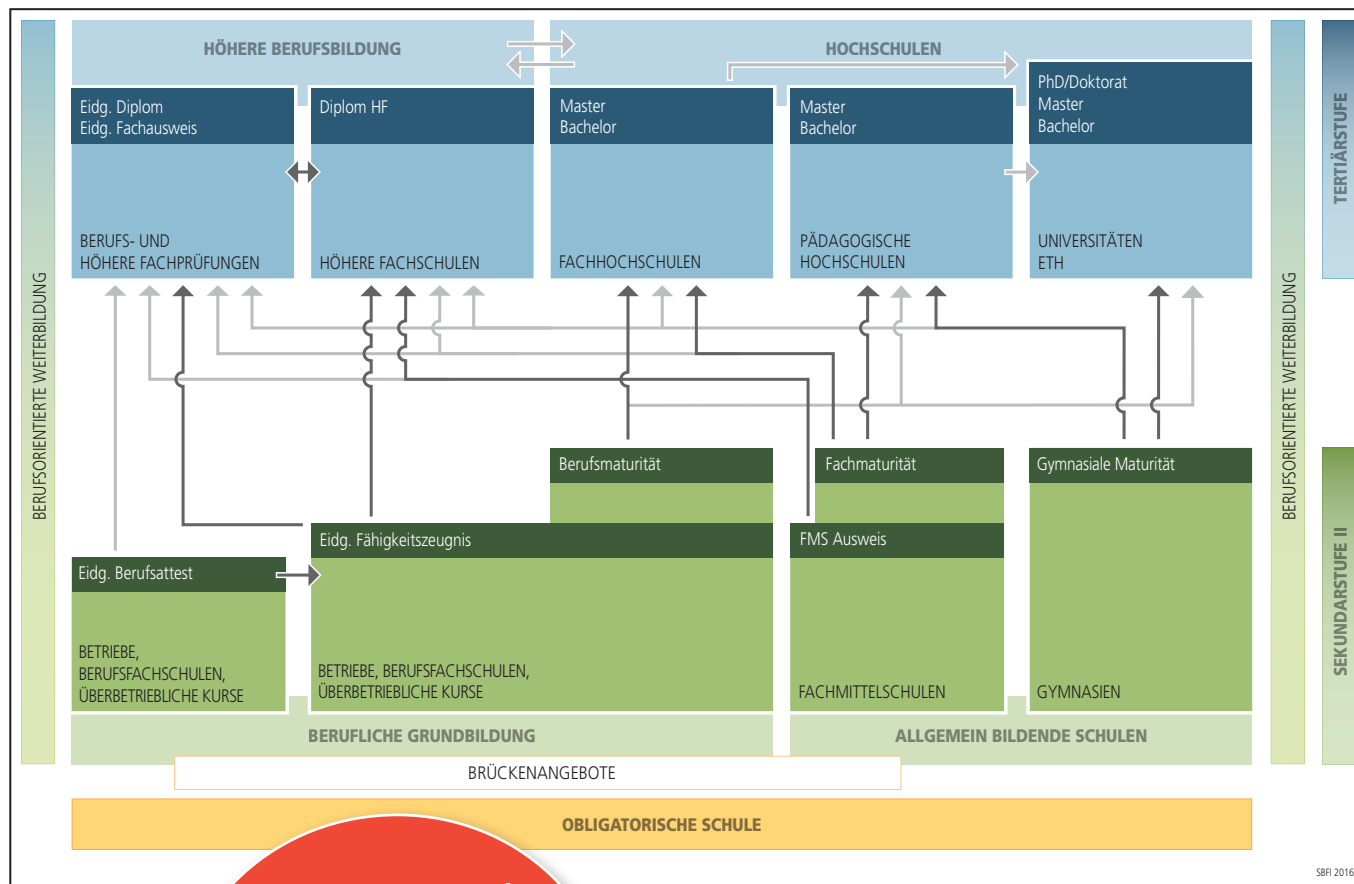 HÖHERE BERUFSBILDUNG
HOCHSCHULEN
Eidg. Diplom
Eidg. Fachausweis
BERUFS- UND
HÖHERE FACHPRÜFUNGEN
Diplom HF
HÖHERE FACHSCHULEN
Master
Bachelor
FACHHOCHSCHULEN
Master
Bachelor
PÄDAGOGISCHE
HOCHSCHULEN
PhD/Doktorat
Master
Bachelor
UNIVERSITÄTEN
ETH
TERTIÄRSTUFE
BERUFSORIENTIERTE WEITERBILDUNG
BERUFSORIENTIERTE WEITERBILDUNG
Berufsmaturität
Fachmaturität
Gymnasiale Maturität
Eidg. Fähigkeitszeugnis
FMS Ausweis
Eidg. Berufsattest
BETRIEBE,
BERUFSFACHSCHULEN,
ÜBERBETRIEBLICHE KURSE
BETRIEBE, BERUFSFACHSCHULEN,
ÜBERBETRIEBLICHE KURSE
FACHMITTELSCHULEN
GYMNASIEN
SEKUNDARSTUFE II
BERUFLICHE GRUNDBILDUNG
ALLGEMEIN BILDENDE SCHULEN
BRÜCKENANGEBOTE
OBLIGATORISCHE SCHULE
SBFI 2016